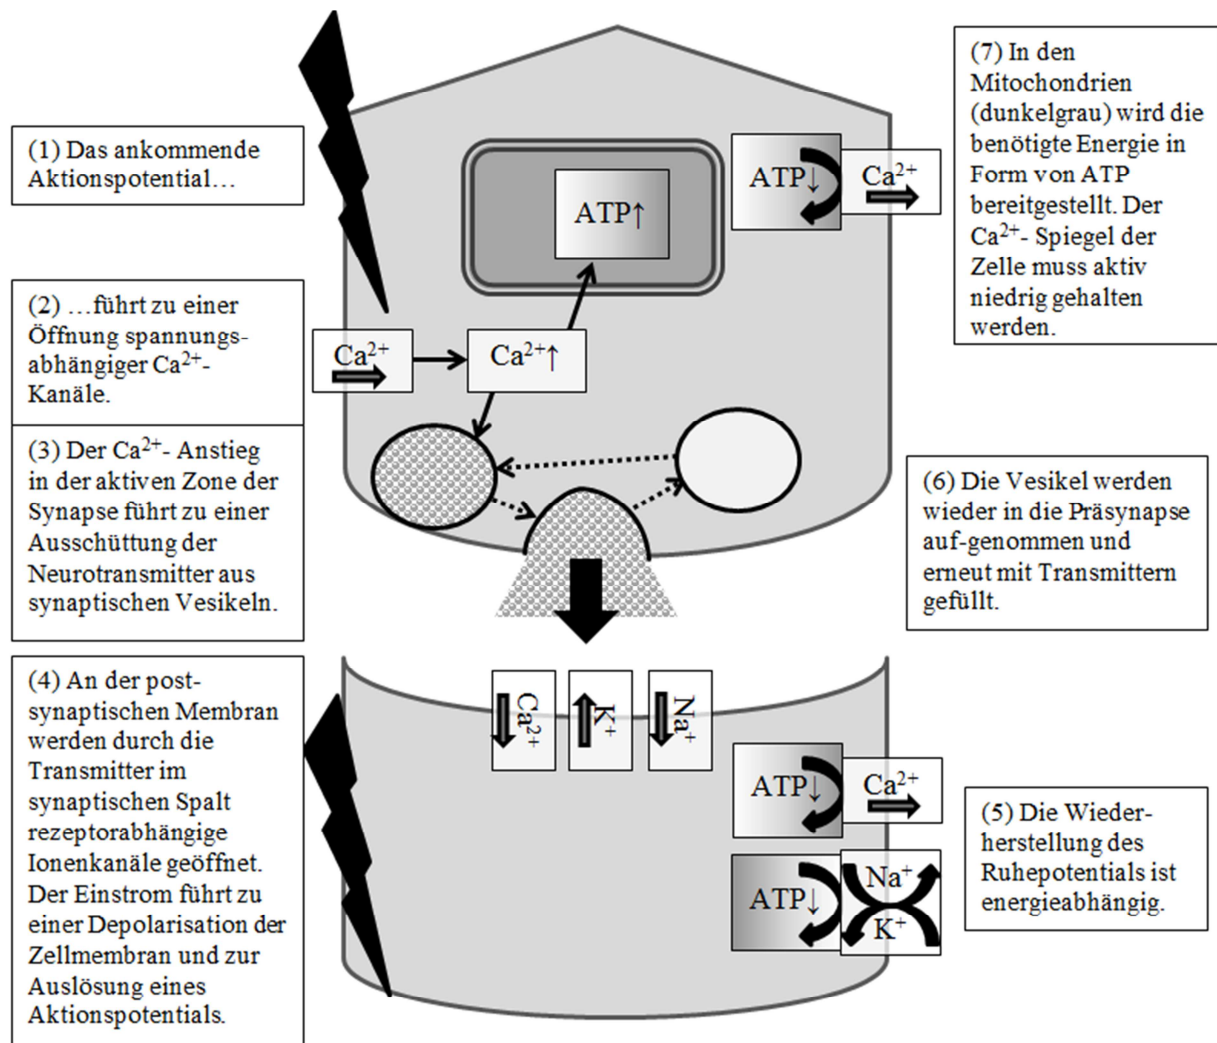 (1) Das ankommende
Aktionspotential…
(2) …führt zu einer
Öffnung spannungs-
abhängiger Ca²⁺-
Kanäle.
(3) Der Ca²⁺- Anstieg
in der aktiven Zone der
Synapse führt zu einer
Ausschüttung der
Neurotransmitter aus
synaptischen Vesikeln.
(4) An der post-
synaptischen Membran
werden durch die
Transmitter im
synaptischen Spalt
rezeptorabhängige
Ionenkanäle geöffnet.
Der Einstrom führt zu
einer Depolarisation der
Zellmembran und zur
Auslösung eines
Aktionspotentials.
ATP↑
ATP↓
Ca²⁺
Ca²⁺
Ca²⁺↑
Ca²⁺
K⁺
Na⁺
ATP↓
Ca²⁺
ATP↓
Na⁺
K⁺
(7) In den
Mitochondrien
(dunkelgrau) wird die
benötigte Energie in
Form von ATP
bereitgestellt. Der
Ca²⁺- Spiegel der
Zelle muss aktiv
niedrig gehalten
werden.
(6) Die Vesikel werden
wieder in die Präsynapse
auf-genommen und
erneut mit Transmittern
gefüllt.
(5) Die Wieder-
herstellung des
Ruhepotentials ist
energieabhängig.